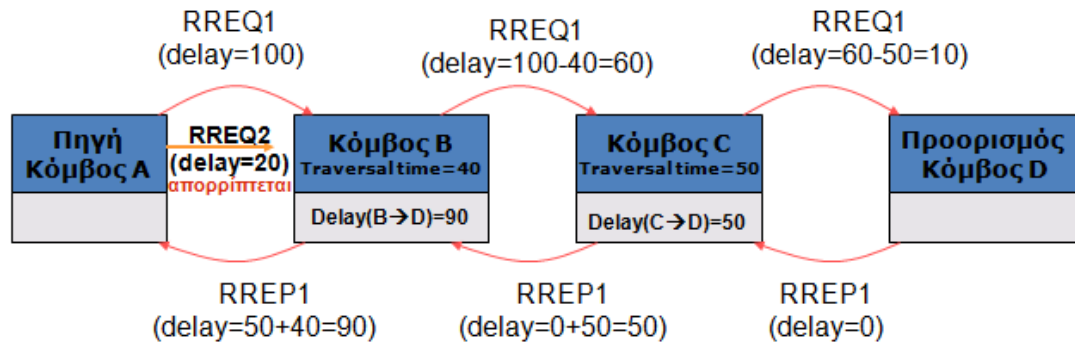 RREQ1
(delay=100)
RREQ1
(delay=100-40=60)
RREQ1
(delay=60-50=10)
Πηγή
Κόμβος A
RREQ2
(delay=20)
απορρίπτεται
Κόμβος B
Traversal time = 40
Delay(B→D)=90
Κόμβος C
Traversal time = 50
Delay(C→D)=50
Προορισμός
Κόμβος D
RREP1
(delay=50+40=90)
RREP1
(delay=0+50=50)
RREP1
(delay=0)